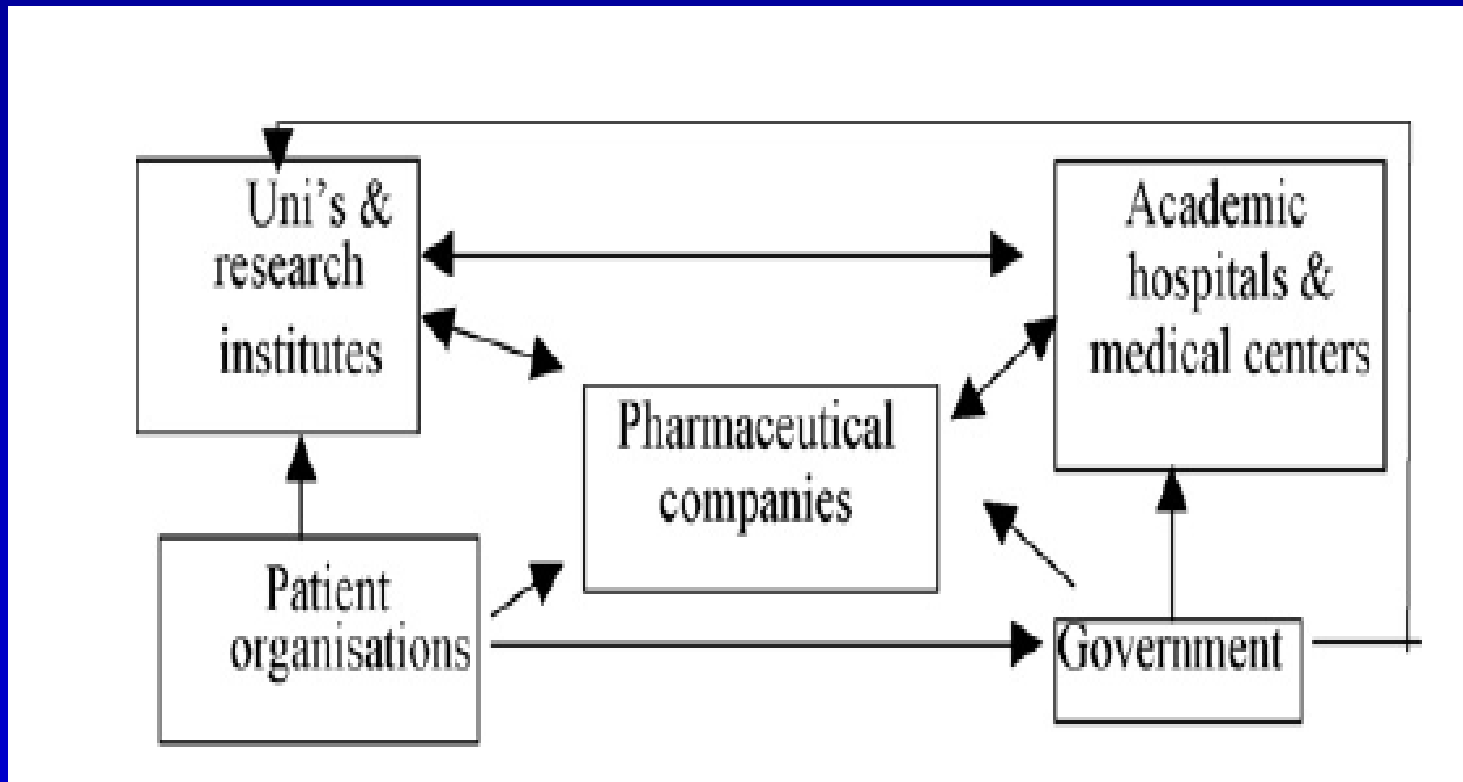 Uni's &
research
institutes
Academic
hospitals &
medical centers
Pharmaceutical
companies
Patient
organisations
Government